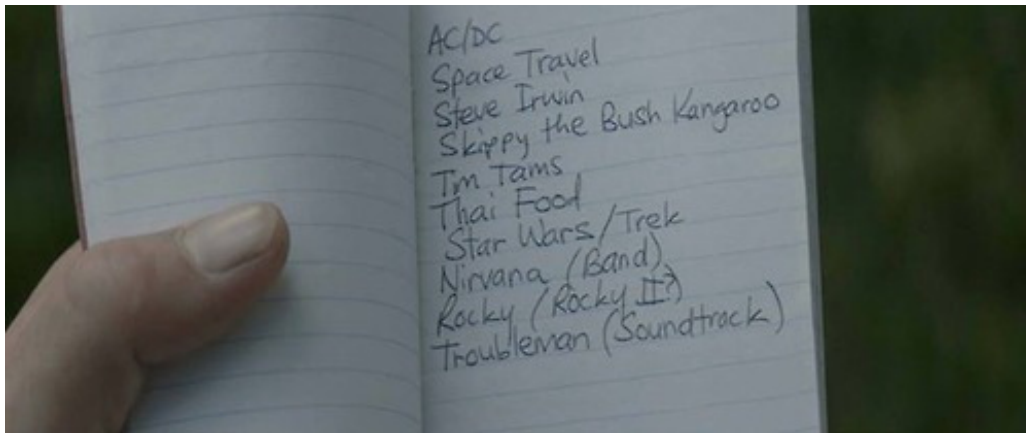 AC/DC
Space Travel
Steve Irwin
Skippy the Bush Kangaroo
Tim Tams
Thai Food
Star Wars/Trek
Nirvana (Band)
Rocky (Rocky II?)
Troubleman (Soundtrack)